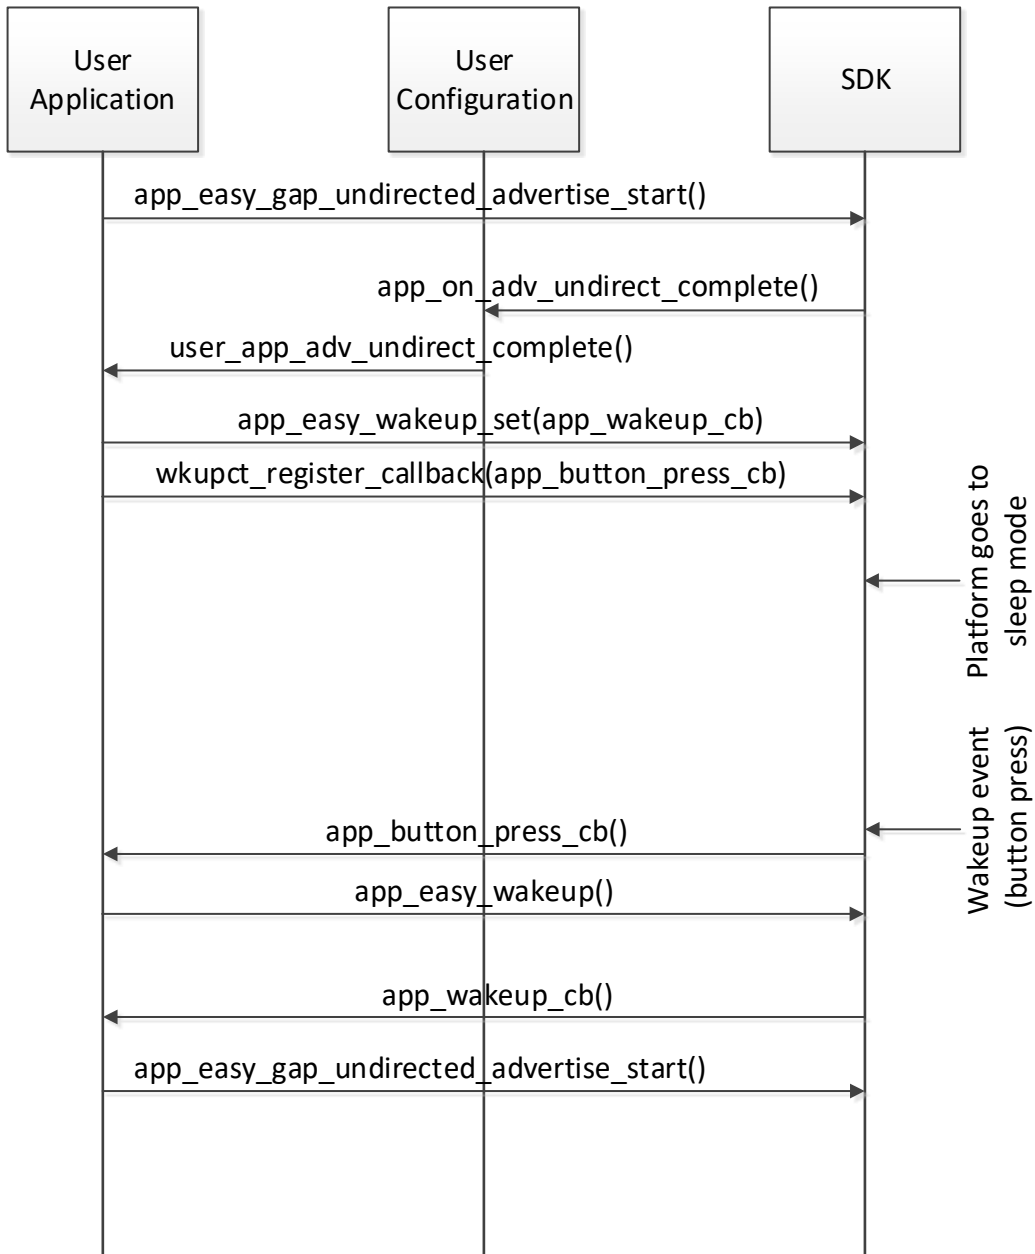 User
Application
User
Configuration
SDK
app_easy_gap_undirected_advertise_start()
app_on_adv_undirect_complete()
user_app_adv_undirect_complete()
app_easy_wakeup_set(app_wakeup_cb)
wkupct_register_callback(app_button_press_cb)
Platform goes to
sleep mode
Wakeup event
(button press)
app_button_press_cb()
app_easy_wakeup()
app_wakeup_cb()
app_easy_gap_undirected_advertise_start()